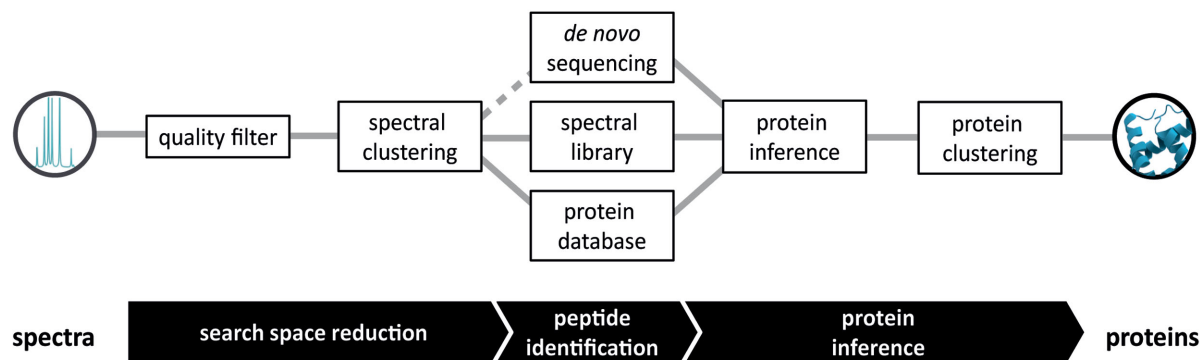 de novo
sequencing
quality filter
spectral
clustering
spectral
library
protein
inference
protein
clustering
protein
database
spectra
search space reduction
peptide
identification
protein
inference
proteins